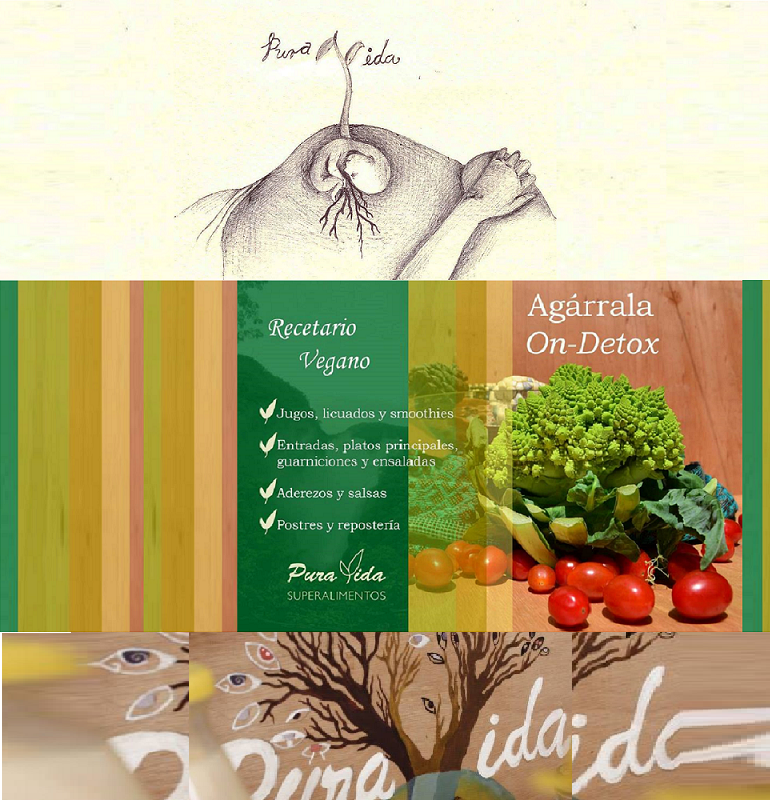 Pura Vida
Recetario
Vegano
Jugos, licuados y smoothies
Entradas, platos principales,
guarniciones y ensaladas
Aderezos y salsas
Postres y repostería
Pura Vida
SUPERALIMENTOS
Agárrala
On-Detox
Pura ida
ida